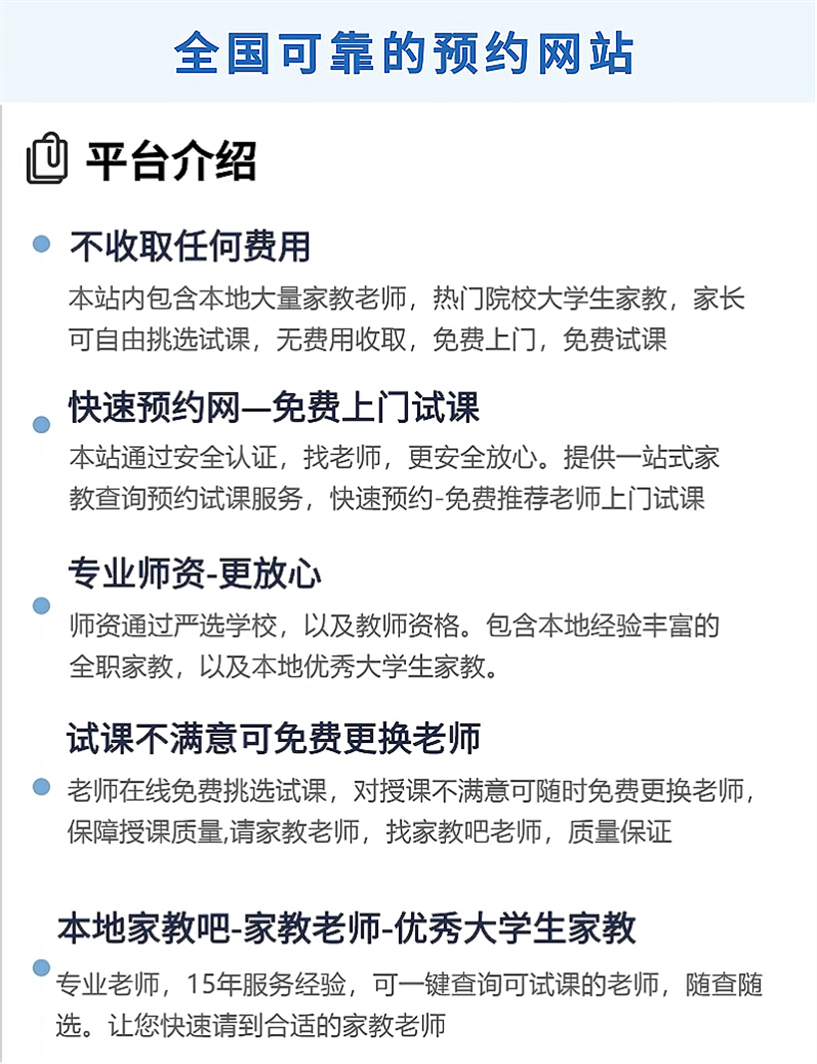 全国可靠的预约网站
平台介绍
不收取任何费用
本站内包含本地大量家教老师，热门院校大学生家教，家长
可自由挑选试课，无费用收取，免费上门，免费试课
快速预约网—免费上门试课
本站通过安全认证，找老师，更安全放心。提供一站式家
教查询预约试课服务，快速预约-免费推荐老师上门试课
专业师资-更放心
师资通过严选学校，以及教师资格。包含本地经验丰富的
全职家教，以及本地优秀大学生家教。
试课不满意可免费更换老师
老师在线免费挑选试课，对授课不满意可随时免费更换老师，
保障授课质量,请家教老师，找家教吧老师，质量保证
本地家教吧-家教老师-优秀大学生家教
专业老师，15年服务经验，可一键查询可试课的老师，随查随
选。让您快速请到合适的家教老师